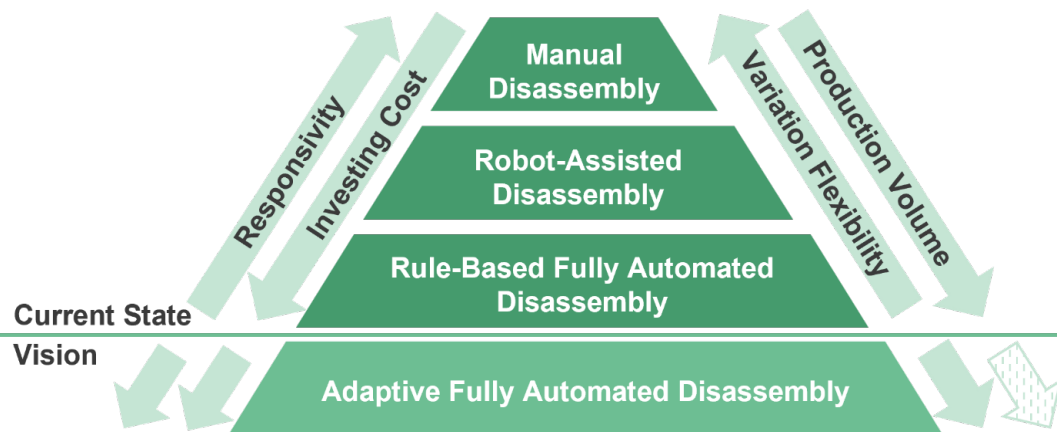 Manual
Disassembly
Robot-Assisted
Disassembly
Rule-Based Fully Automated
Disassembly
Adaptive Fully Automated Disassembly
Responsivity
Investing Cost
Variation Flexibility
Production Volume
Current State
Vision